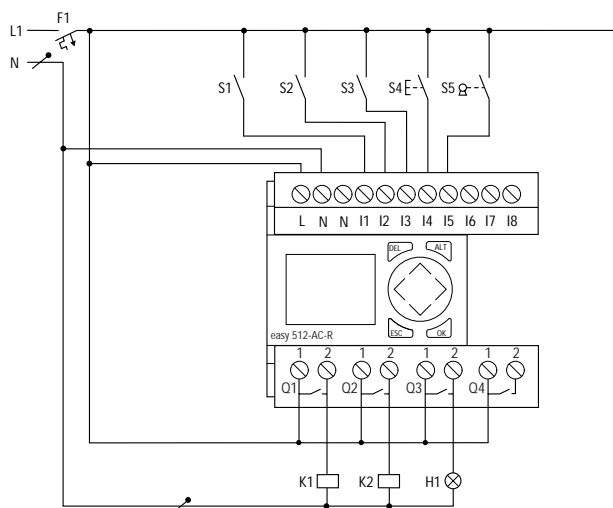 L1
F1
N
S1
S2
S3
S4
S5
L N N I1 I2 I3 I4 I5 I6 I7 I8
DEL
ALT
ESC
OK
easy 512-AC-R
1 2 1 2 1 2 1 2
Q1
Q2
Q3
Q4
K1
K2
H1